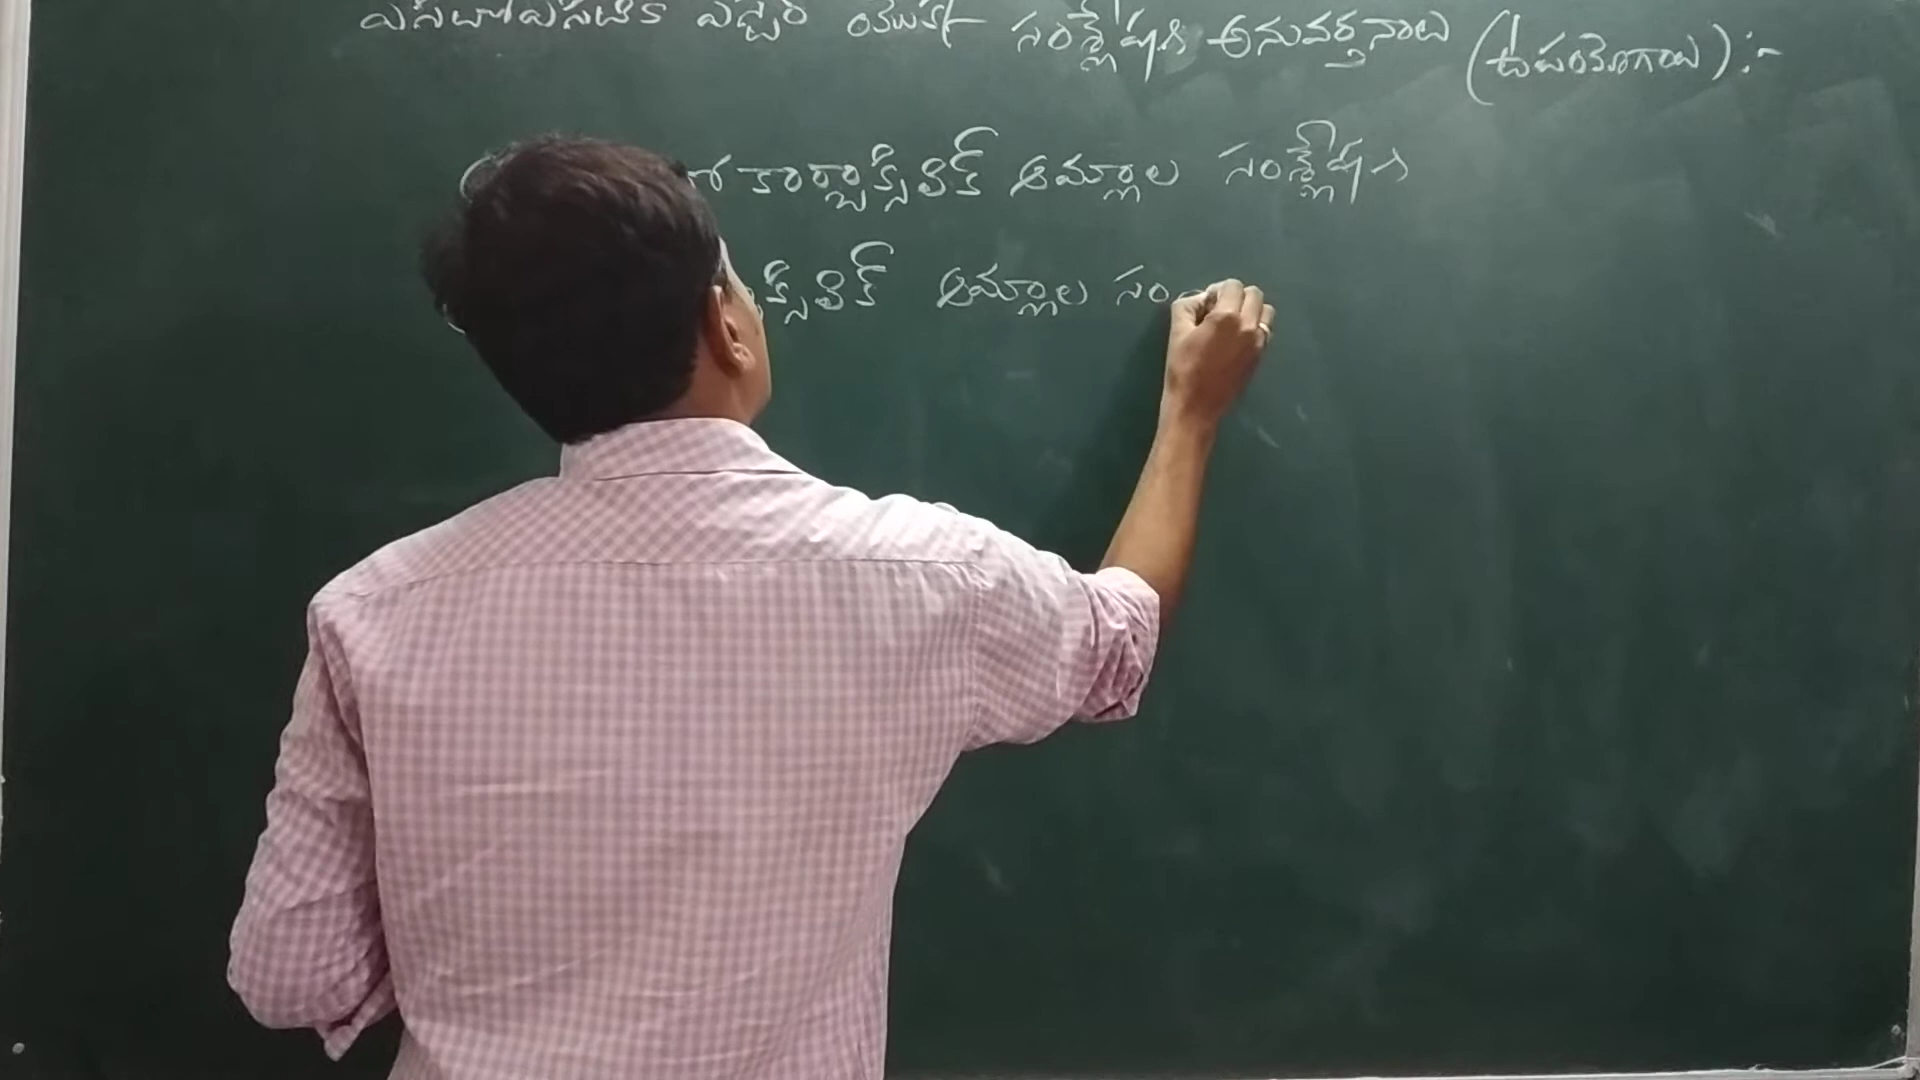 ఎసిటోఎసిటిక్ ఎస్టర్ యొక్క సంశ్లేషణ అనువర్తనాలు (ఉపయోగాలు) :-
కార్బాక్సిలిక్ ఆమ్లాల సంశ్లేషణ
ఆమ్లాల సం